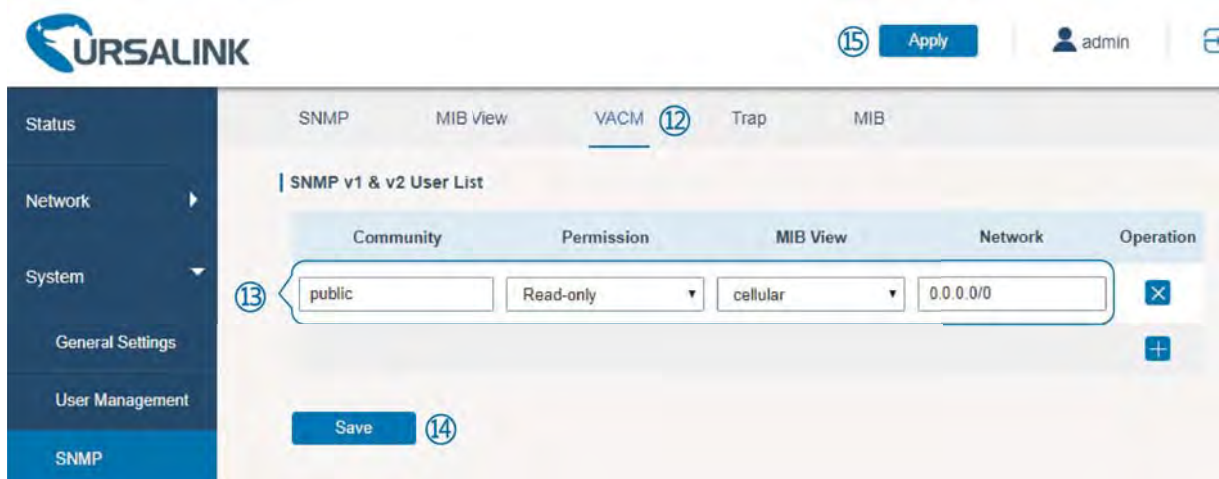 URSALINK
⑮ Apply admin
Status
SNMP MIB View VACM ⑫ Trap MIB
SNMP v1 & v2 User List
Network
Community Permission MIB View Network Operation
System
⑬ public Read-only cellular 0.0.0.0/0
General Settings
User Management
Save ⑭
SNMP